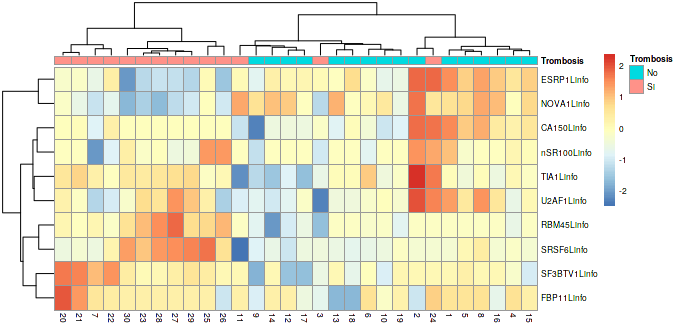 Trombosis
Trombosis
No
Si
2
1
0
-1
-2
ESRP1Linfo
NOVA1Linfo
CA150Linfo
nSR100Linfo
TIA1Linfo
U2AF1Linfo
RBM45Linfo
SRSF6Linfo
SF3BTV1Linfo
FBP11Linfo
20 21 7 22 30 23 28 27 29 25 26 11 9 14 12 17 3 13 18 6 10 19 2 24 1 5 8 16 4 15